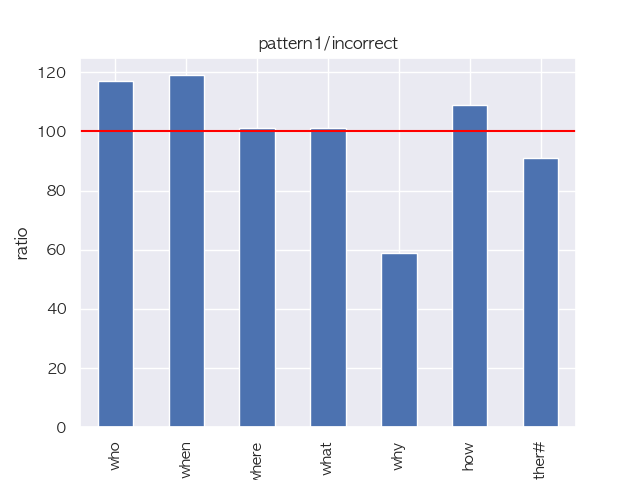 pattern1/incorrect
ratio
120
100
80
60
40
20
0
who
when
where
what
why
how
ther#